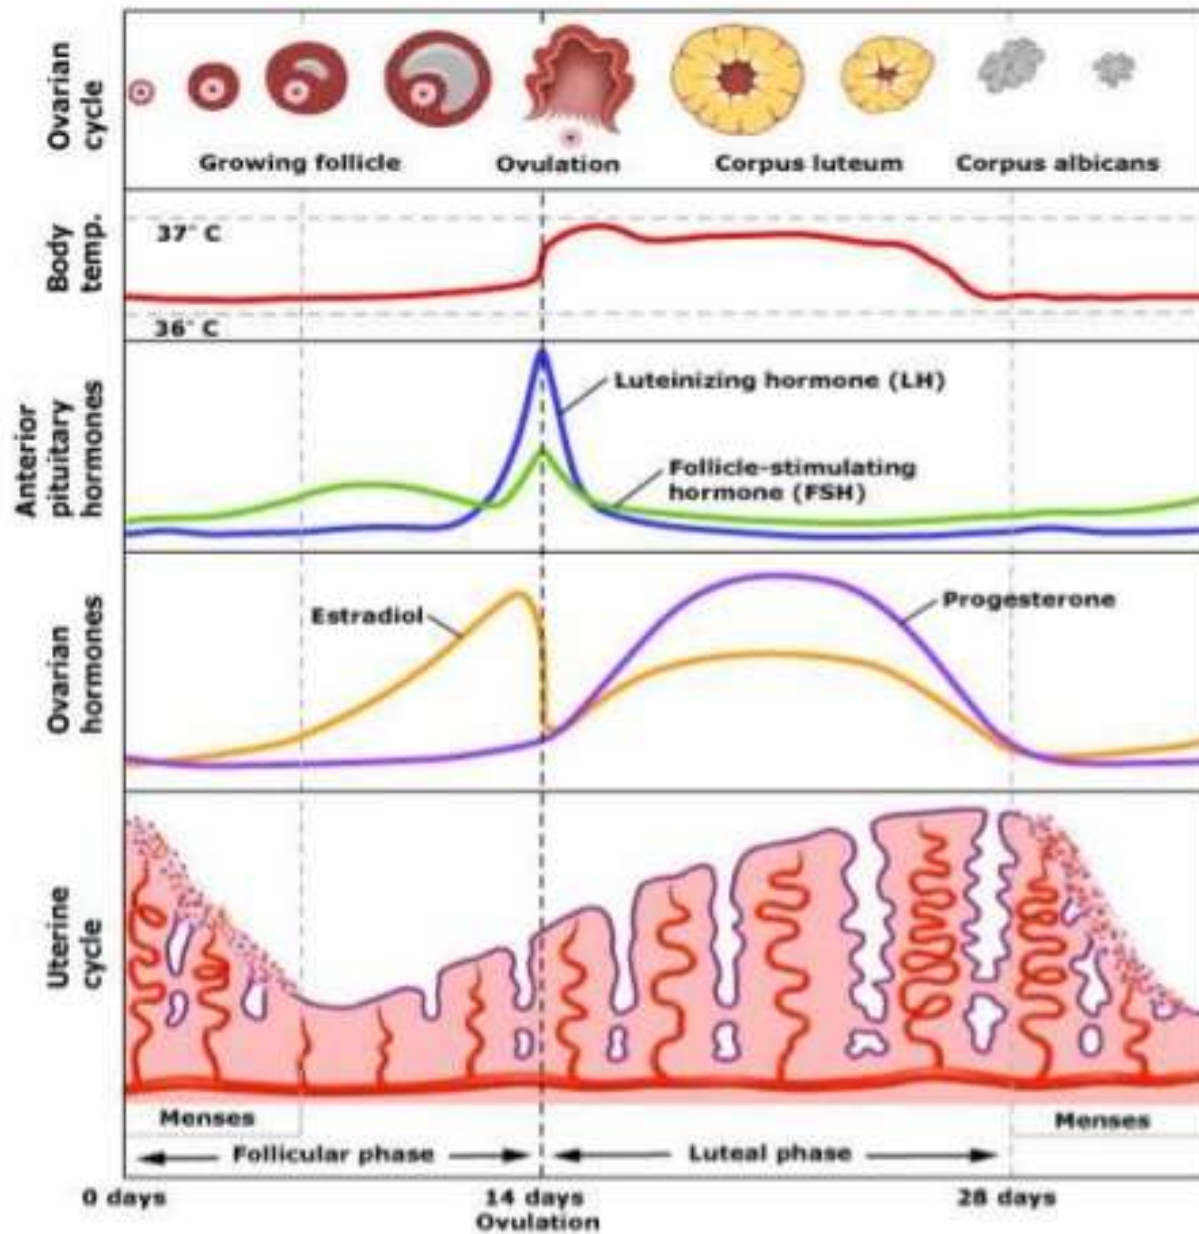 Ovarian
cycle
Growing follicle
Ovulation
Corpus luteum
Corpus albicans
Body
temp.
37° C
36° C
Anterior
pituitary
hormones
Luteinizing hormone (LH)
Follicle-stimulating
hormone (FSH)
Ovarian
hormones
Estradiol
Progesterone
Uterine
cycle
Menses
Menses
Follicular phase
Luteal phase
0 days
14 days
Ovulation
28 days